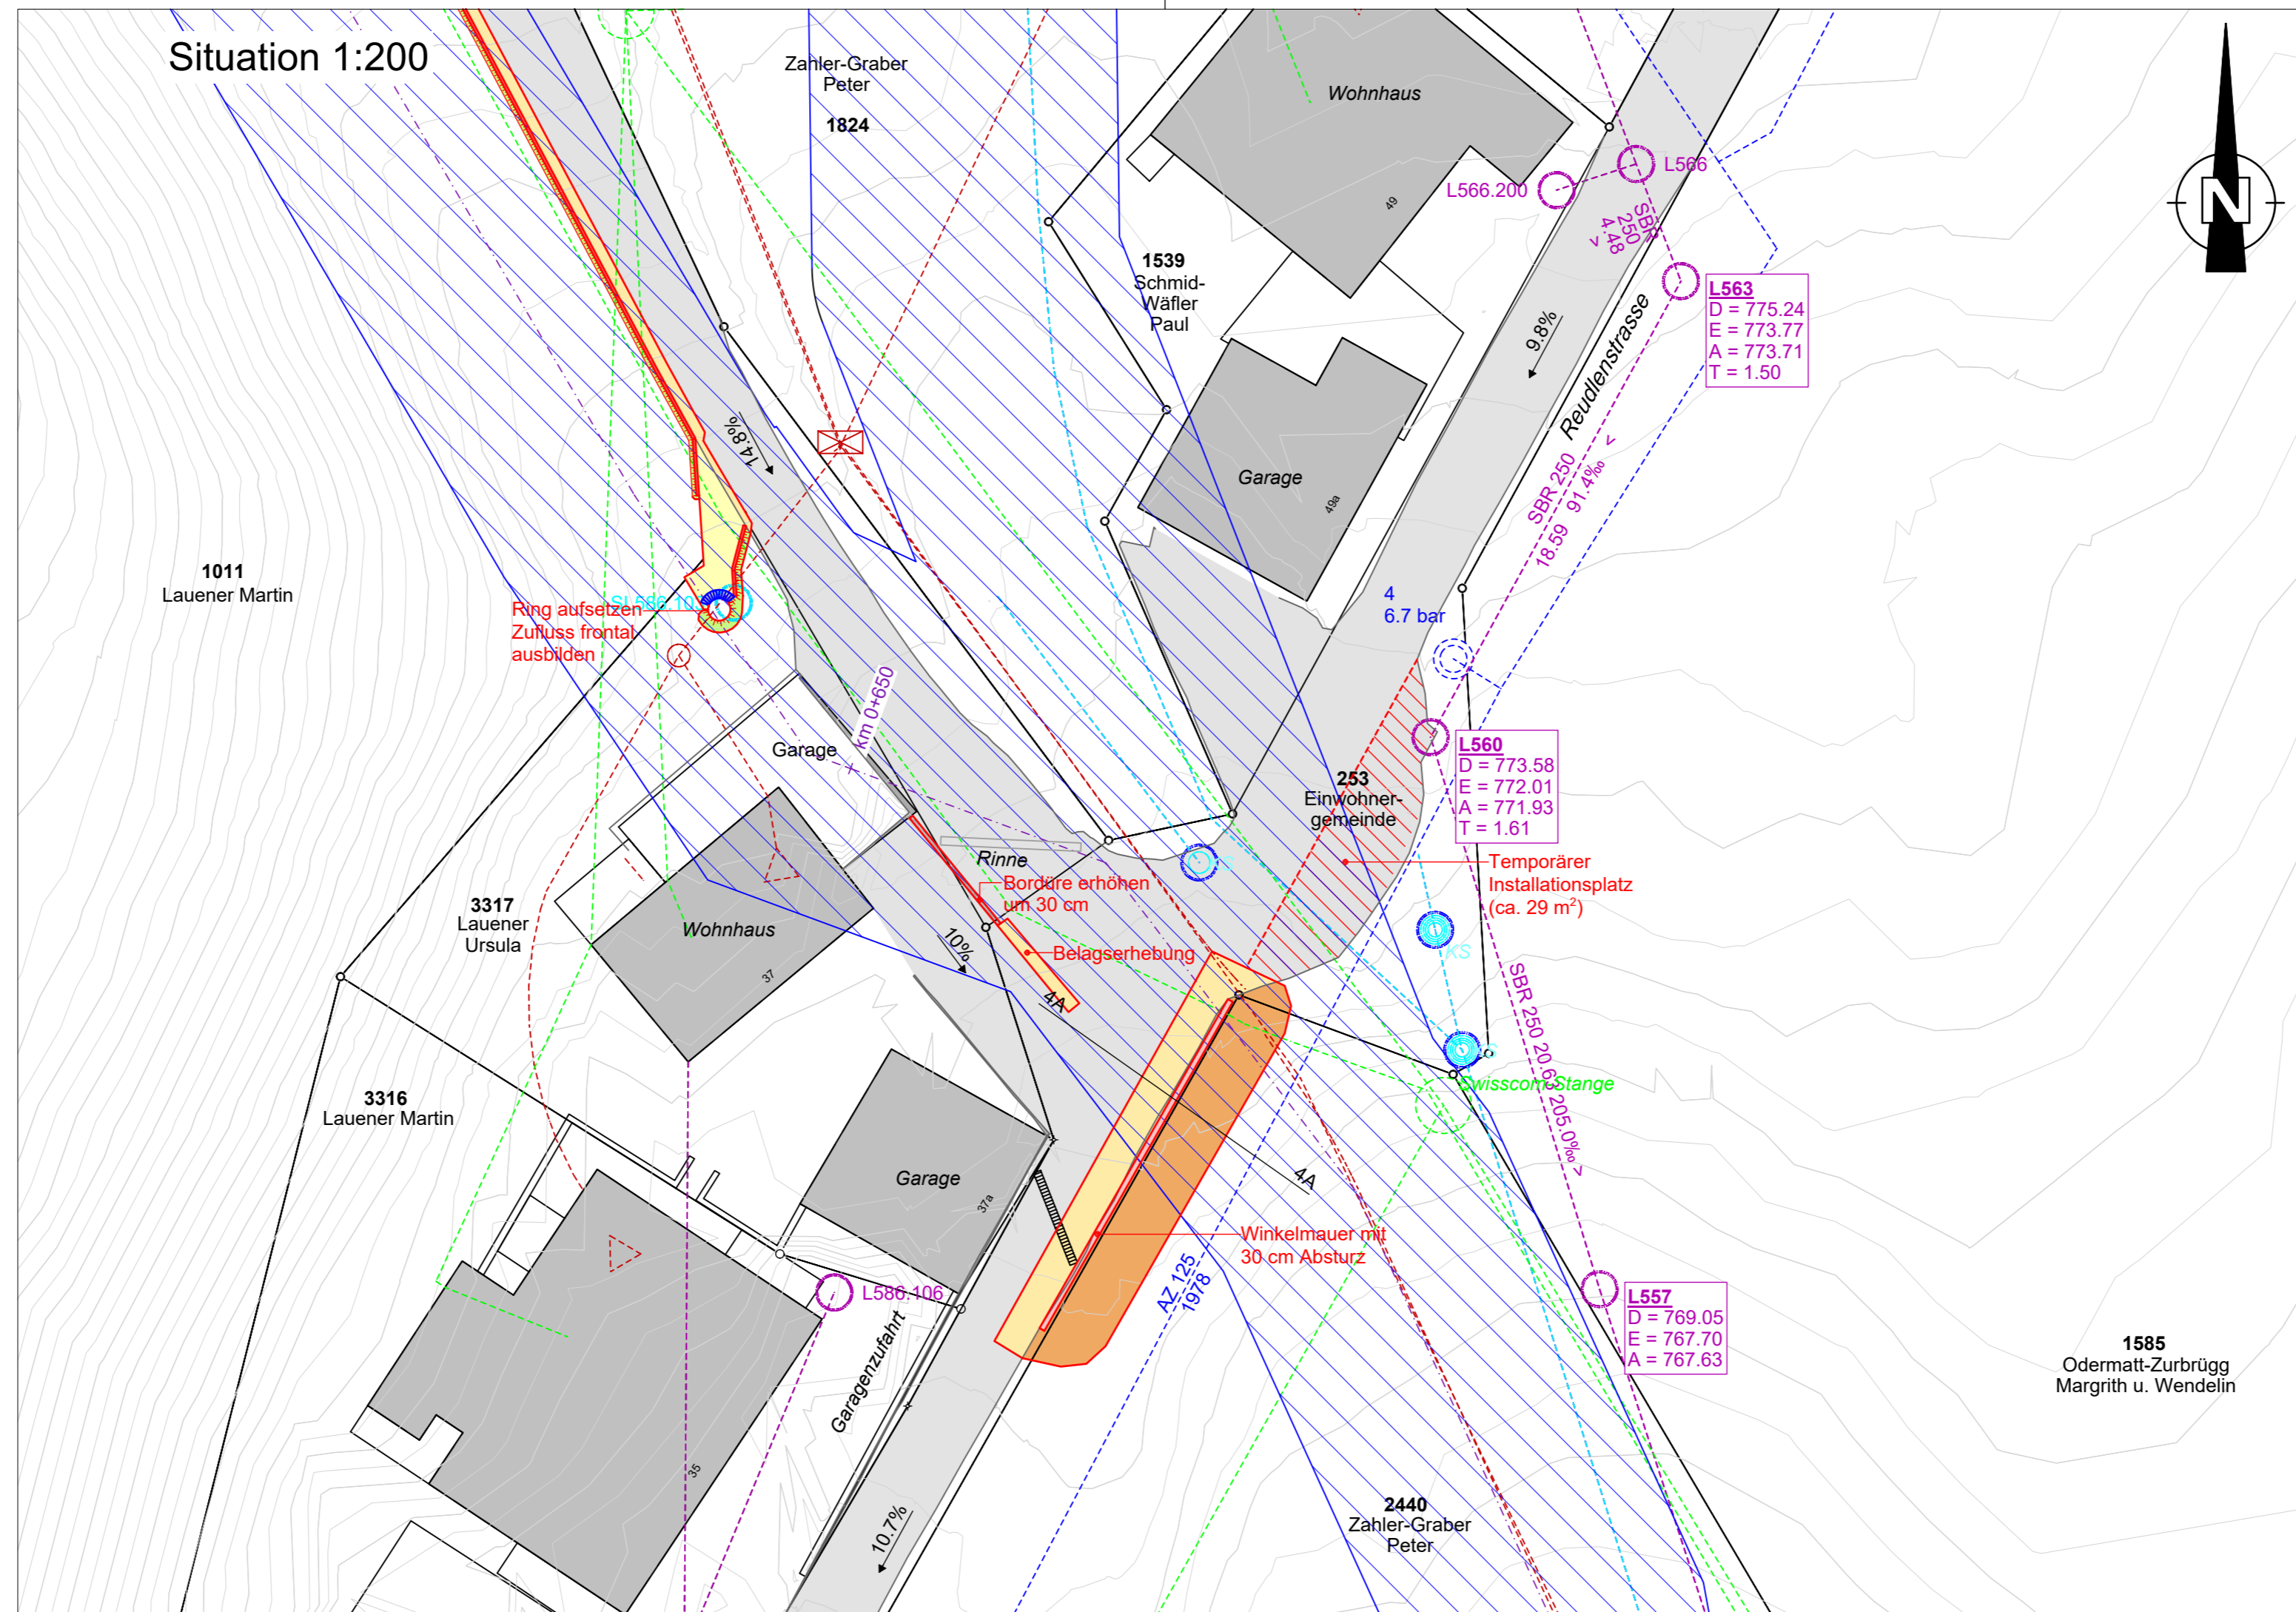 Situation 1:200
Zahler-Graber
Peter
1824
Wohnhaus
49
N
L566
L566.200
SBR
250
4.48
>
1539
Schmid-
Wäfler
Paul
L563
D = 775.24
E = 773.77
A = 773.71
T = 1.50
9.8%
Reudlenstrasse
14.8%
Garage
49a
SBR 250
18.59 91.4‰ <
1011
Lauener Martin
SL586.10
Ring aufsetzen
Zufluss frontal
ausbilden
4
6.7 bar
km 0+650
Garage
L560
D = 773.58
E = 772.01
A = 771.93
T = 1.61
253
Einwohner-
gemeinde
Rinne
KS
Temporärer
Installationsplatz
(ca. 29 m²)
Bordüre erhöhen
um 30 cm
3317
Lauener
Ursula
Wohnhaus
37
10%
Belagserhebung
KS
4A
SBR 250 20.63 205.0‰ >
KS
Swisscom-Stange
3316
Lauener Martin
Garage
37a
4A
Winkelmauer mit
30 cm Absturz
AZ 125
1978
L586.106
L557
D = 769.05
E = 767.70
A = 767.63
Garagenzufahrt
1585
Odermatt-Zurbrügg
Margrith u. Wendelin
35
10.7%
2440
Zahler-Graber
Peter